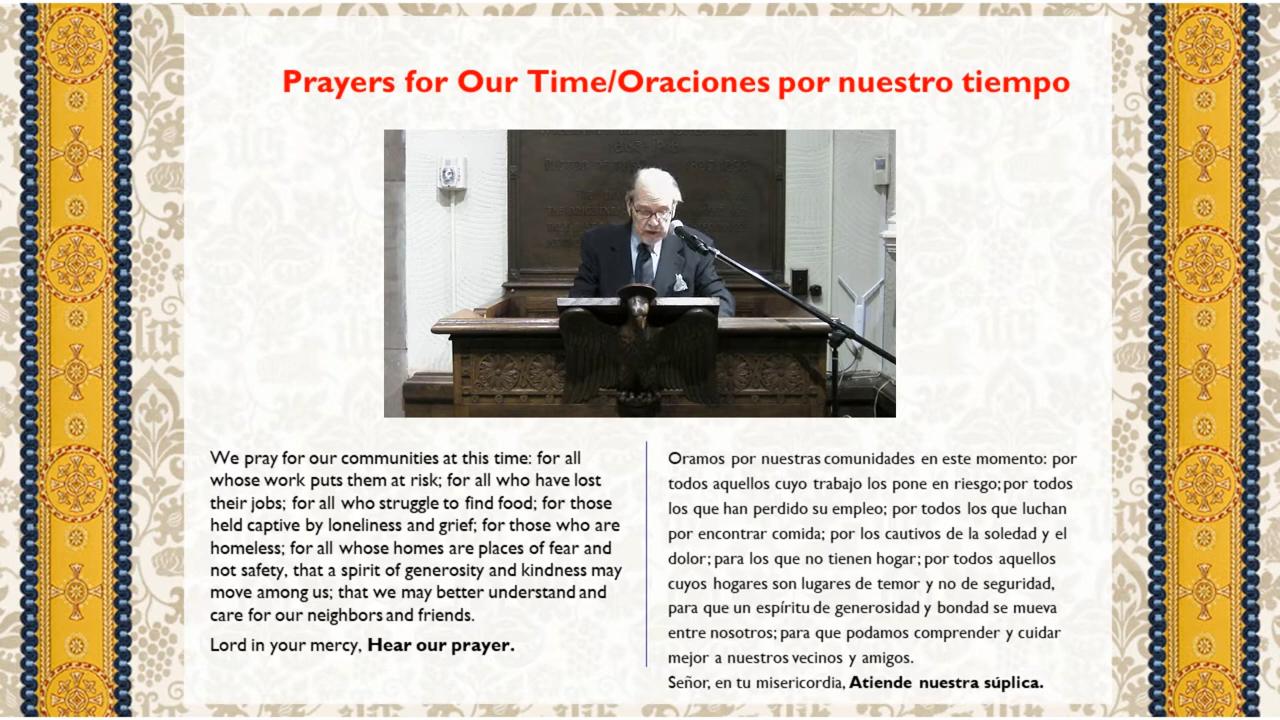 Prayers for Our Time/Oraciones por nuestro tiempo
We pray for our communities at this time: for all
whose work puts them at risk; for all who have lost
their jobs; for all who struggle to find food; for those
held captive by loneliness and grief; for those who are
homeless; for all whose homes are places of fear and
not safety, that a spirit of generosity and kindness may
move among us; that we may better understand and
care for our neighbors and friends.
Lord in your mercy, Hear our prayer.
Oramos por nuestras comunidades en este momento: por
todos aquellos cuyo trabajo los pone en riesgo; por todos
los que han perdido su empleo; por todos los que luchan
por encontrar comida; por los cautivos de la soledad y el
dolor; para los que no tienen hogar; por todos aquellos
cuyos hogares son lugares de temor y no de seguridad,
para que un espíritu de generosidad y bondad se mueva
entre nosotros; para que podamos comprender y cuidar
mejor a nuestros vecinos y amigos.
Señor, en tu misericordia, Atiende nuestra súplica.